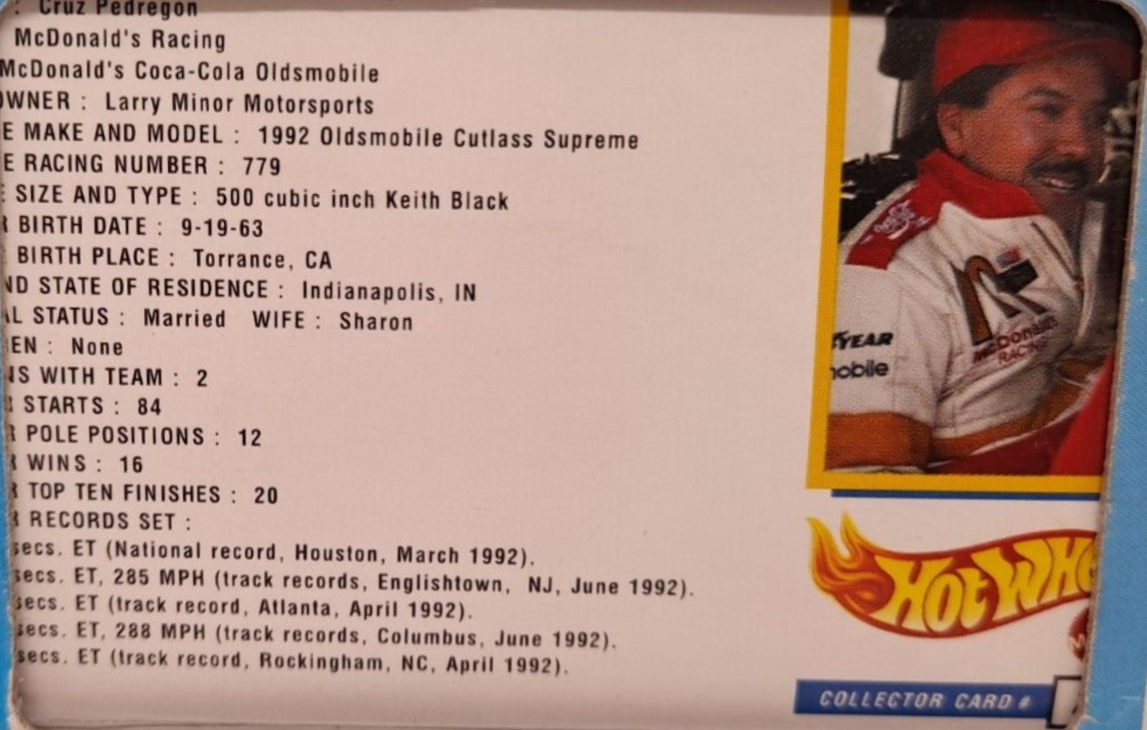 : Cruz Pedregon
McDonald's Racing
McDonald's Coca-Cola Oldsmobile
OWNER : Larry Minor Motorsports
E MAKE AND MODEL : 1992 Oldsmobile Cutlass Supreme
E RACING NUMBER : 779
E SIZE AND TYPE : 500 cubic inch Keith Black
R BIRTH DATE : 9-19-63
BIRTH PLACE : Torrance, CA
ND STATE OF RESIDENCE : Indianapolis, IN
AL STATUS : Married WIFE : Sharon
EN : None
NS WITH TEAM : 2
R STARTS : 84
R POLE POSITIONS : 12
R WINS : 16
R TOP TEN FINISHES : 20
R RECORDS SET :
secs. ET (National record, Houston, March 1992).
secs. ET, 285 MPH (track records, Englishtown, NJ, June 1992).
secs. ET (track record, Atlanta, April 1992).
secs. ET, 288 MPH (track records, Columbus, June 1992).
secs. ET (track record, Rockingham, NC, April 1992).
YEAR
mobile
McDonald's
RACING
HOT WHE
COLLECTOR CARD #